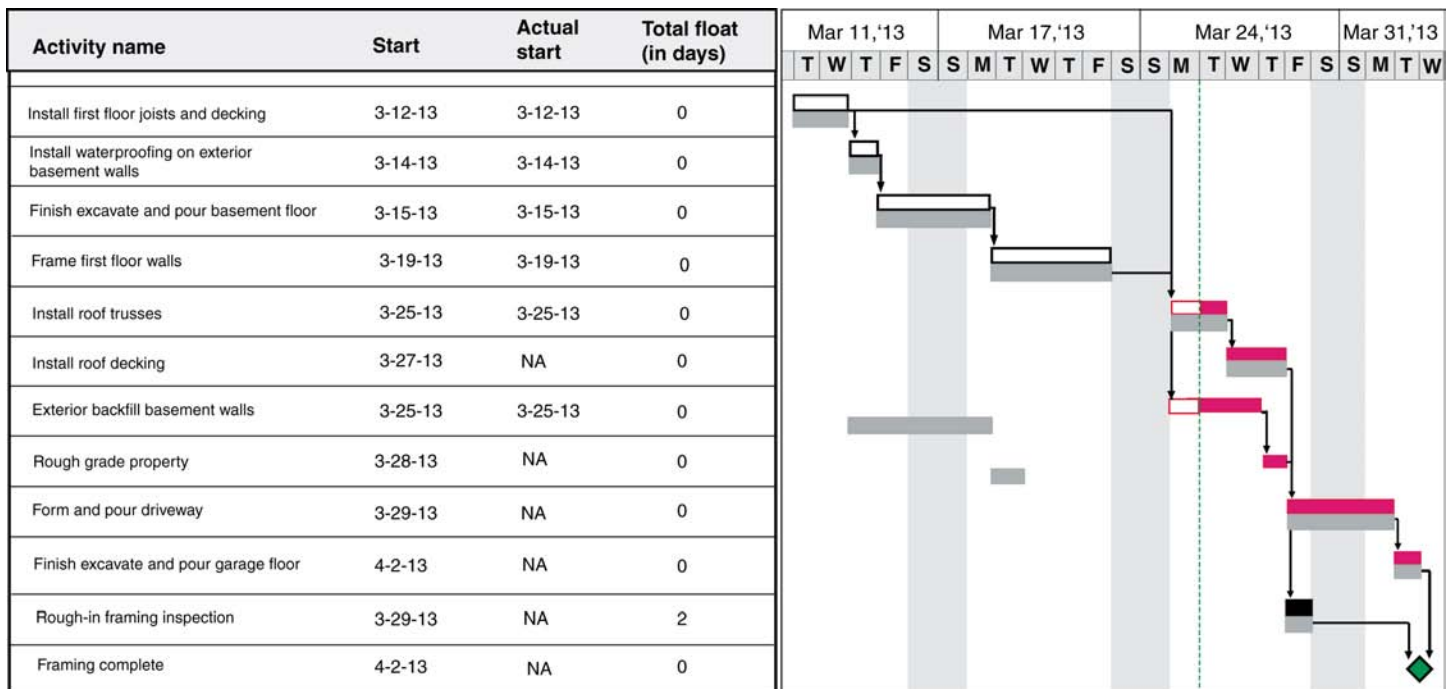 Activity name Start Actual start Total float (in days) Mar 11,‘13 Mar 17,‘13 Mar 24,‘13 Mar 31,’13
T W T F S S M T W T F S S M T W T F S S M T W
Install first floor joists and decking 3-12-13 3-12-13 0
Install waterproofing on exterior basement walls 3-14-13 3-14-13 0
Finish excavate and pour basement floor 3-15-13 3-15-13 0
Frame first floor walls 3-19-13 3-19-13 0
Install roof trusses 3-25-13 3-25-13 0
Install roof decking 3-27-13 NA 0
Exterior backfill basement walls 3-25-13 3-25-13 0
Rough grade property 3-28-13 NA 0
Form and pour driveway 3-29-13 NA 0
Finish excavate and pour garage floor 4-2-13 NA 0
Rough-in framing inspection 3-29-13 NA 2
Framing complete 4-2-13 NA 0